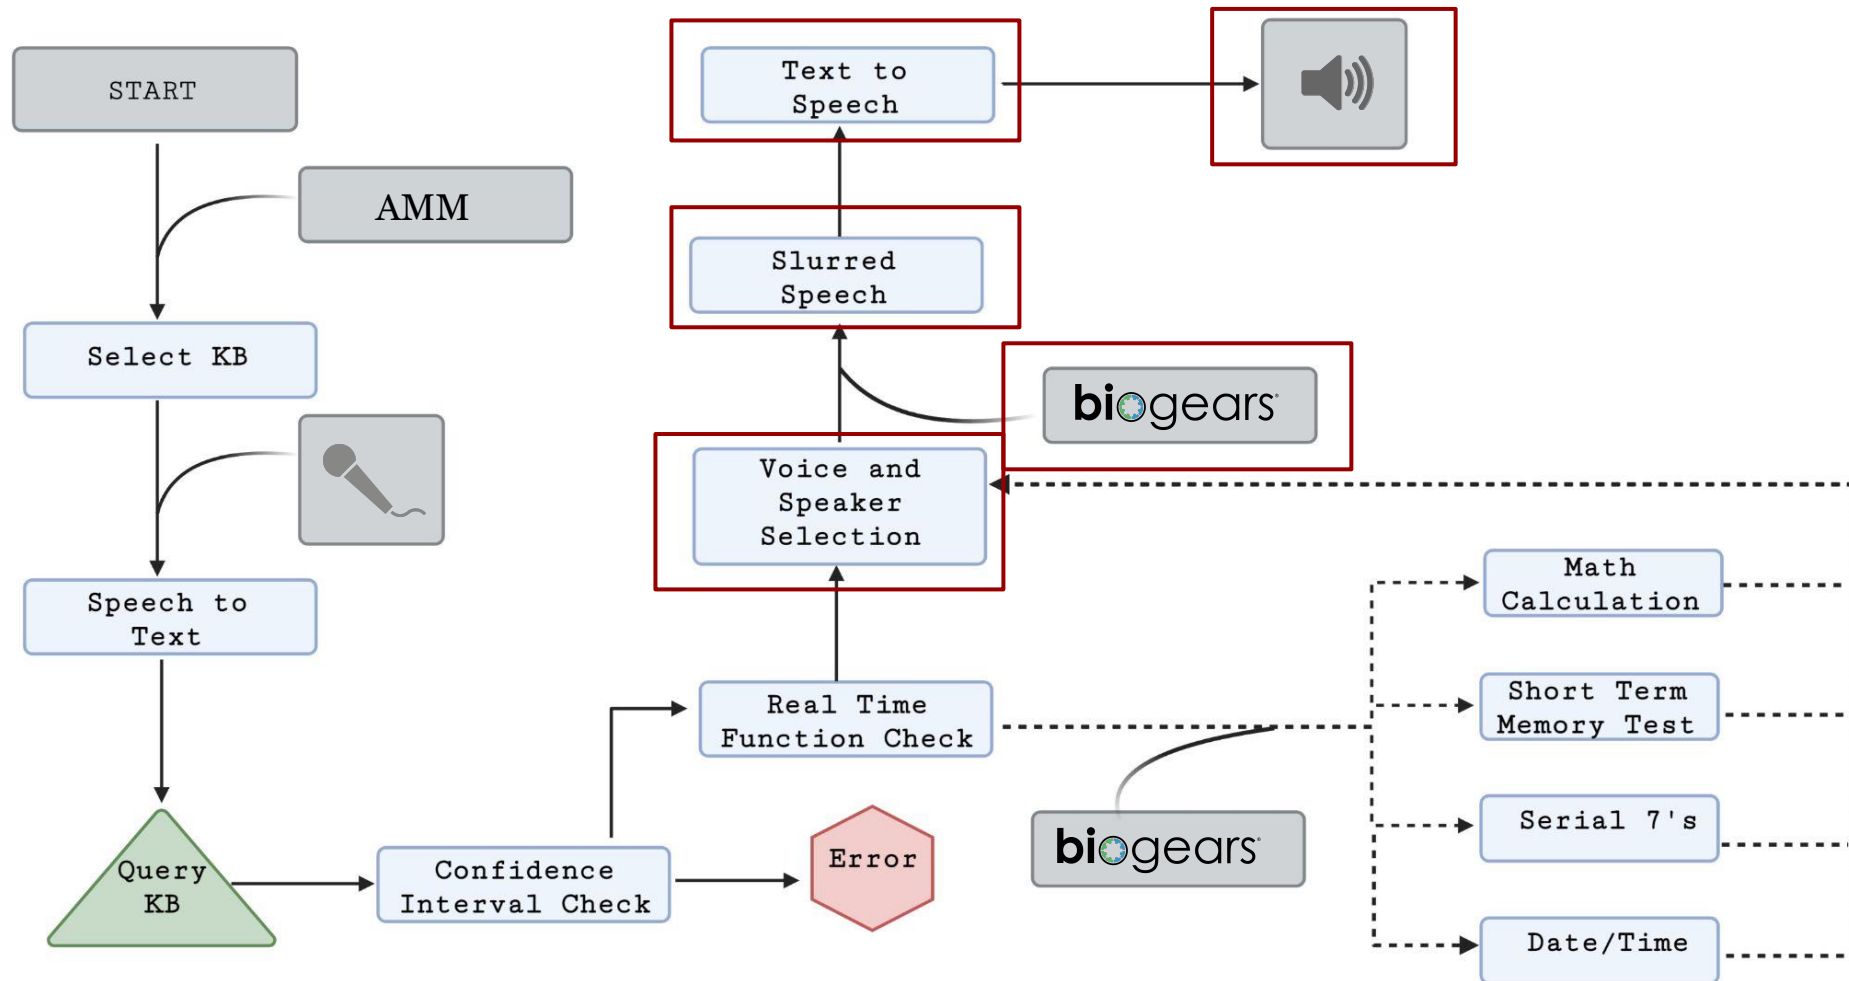 START
AMM
Select KB
Speech to
Text
Query
KB
Confidence
Interval Check
Error
Real Time
Function Check
Voice and
Speaker
Selection
biogears
Slurred
Speech
Text to
Speech
biogears
Math
Calculation
Short Term
Memory Test
Serial 7's
Date/Time